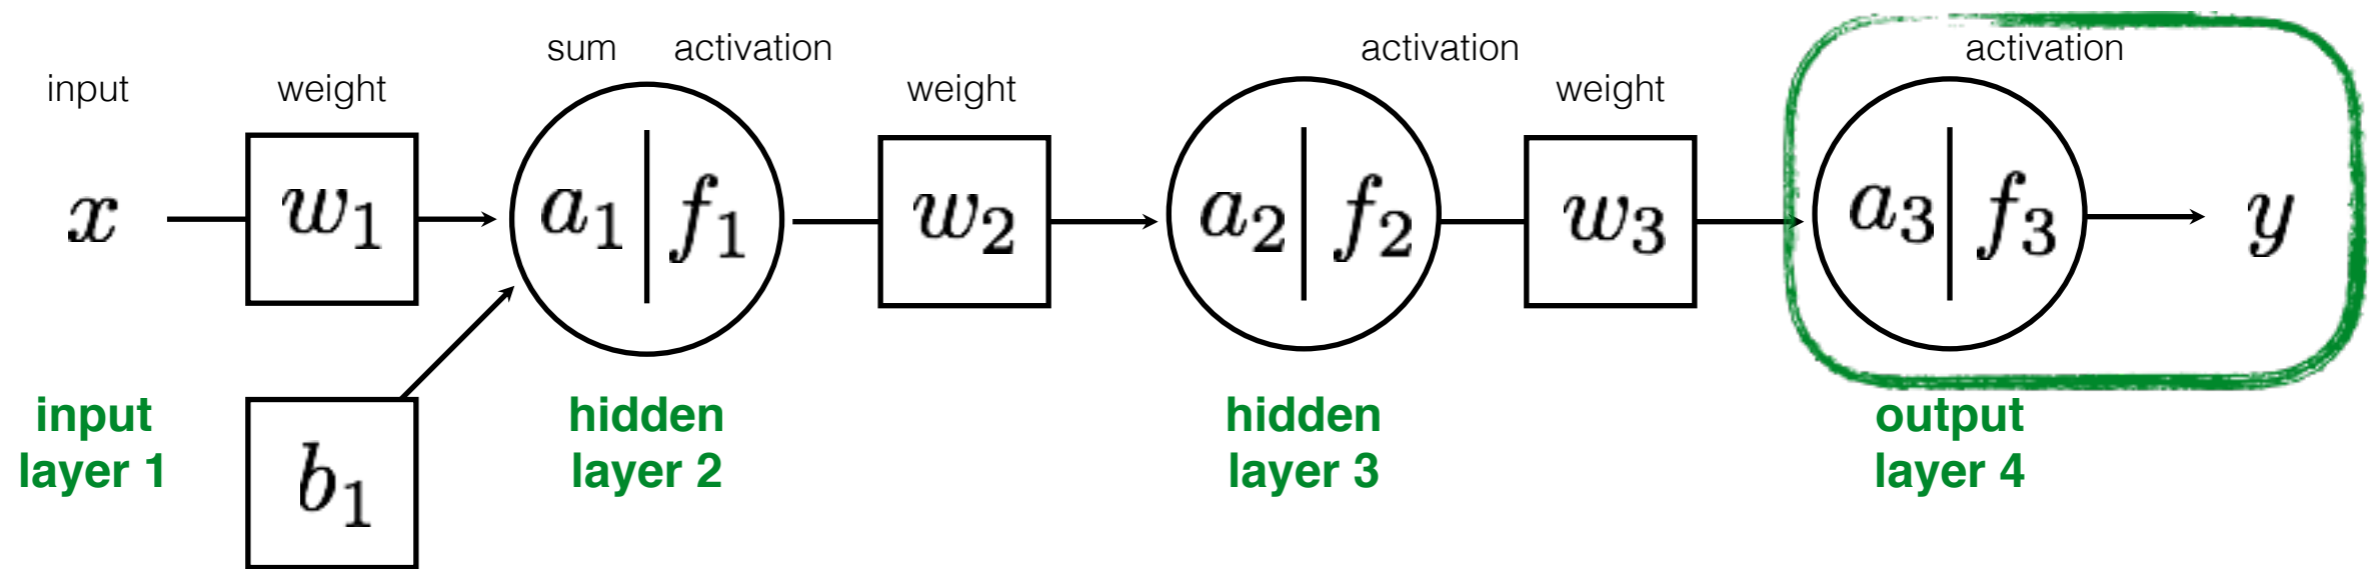 sum activation activation activation
input weight weight weight
x w₁ a₁ | f₁ w₂ a₂ | f₂ w₃ a₃ | f₃ y
input hidden hidden output
layer 1 layer 2 layer 3 layer 4
b₁